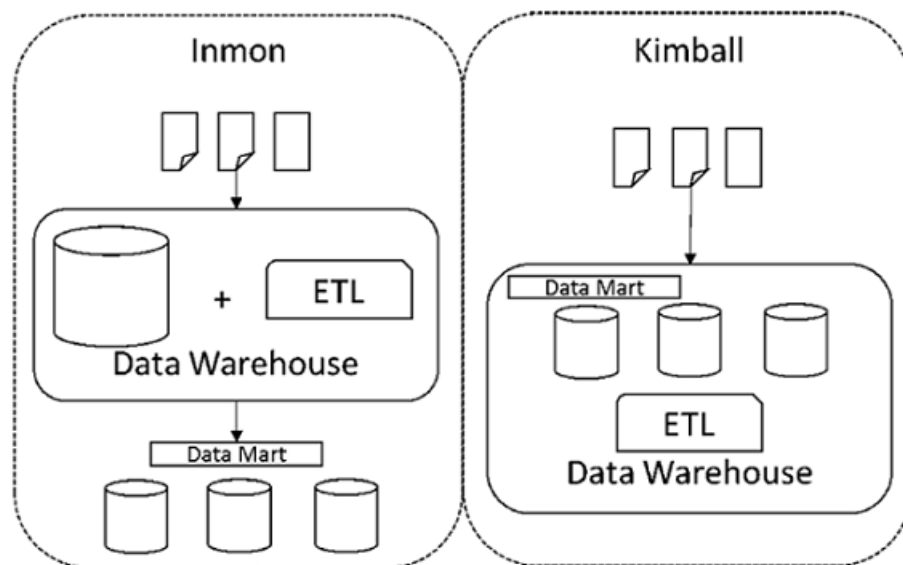 Inmon
ETL
+
Data Warehouse
Data Mart
Kimball
Data Mart
ETL
Data Warehouse